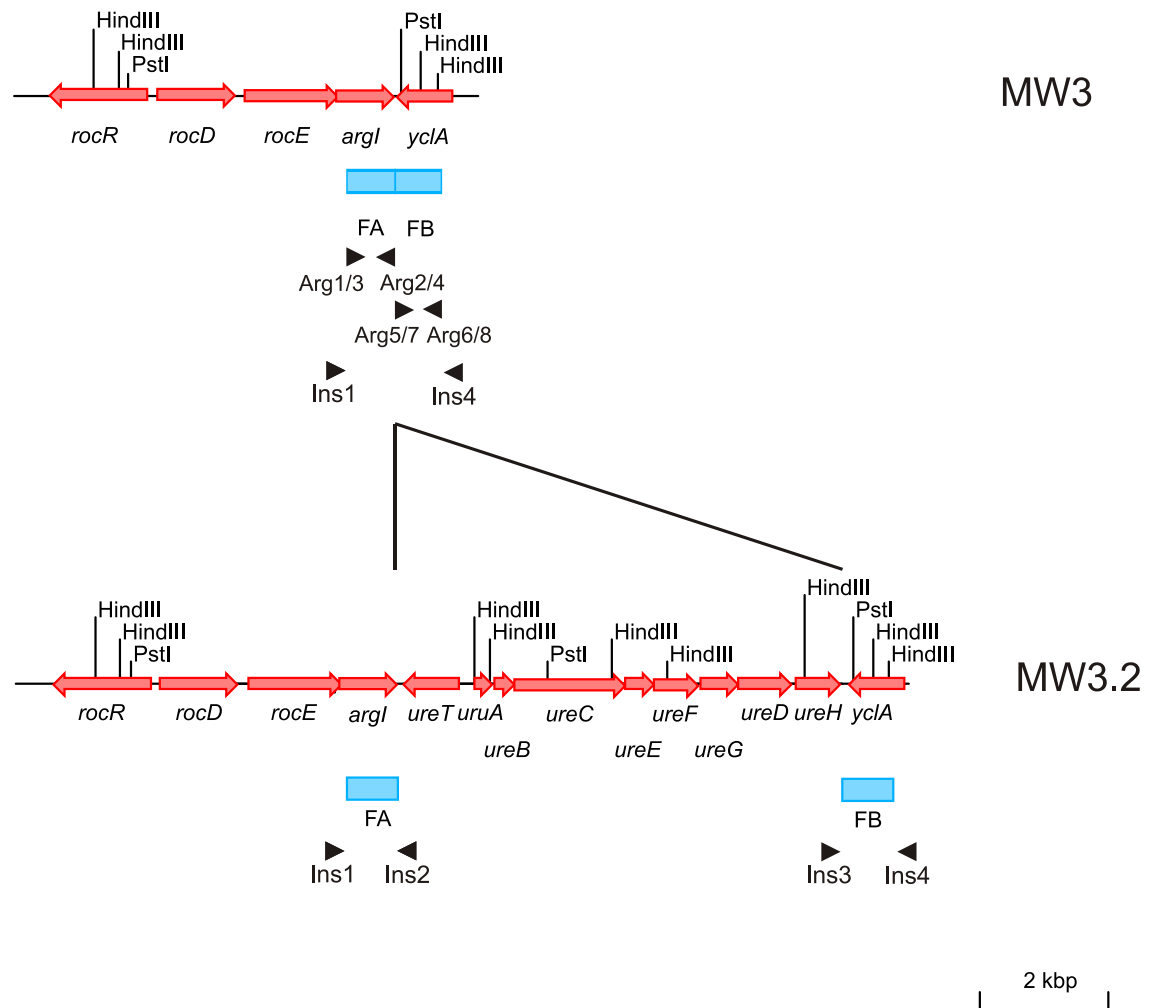 HindIII
HindIII
PstI
PstI
HindIII
HindIII
MW3
rocR rocD rocE argI yclA
FA FB
Arg1/3 Arg2/4
Arg5/7 Arg6/8
Ins1 Ins4
HindIII
HindIII
PstI
HindIII
HindIII
PstI
HindIII
HindIII
HindIII
PstI
HindIII
HindIII
MW3.2
rocR rocD rocE argI ureT uruA ureC ureF ureD ureH yclA
ureB ureE ureG
FA FB
Ins1 Ins2 Ins3 Ins4
2 kbp